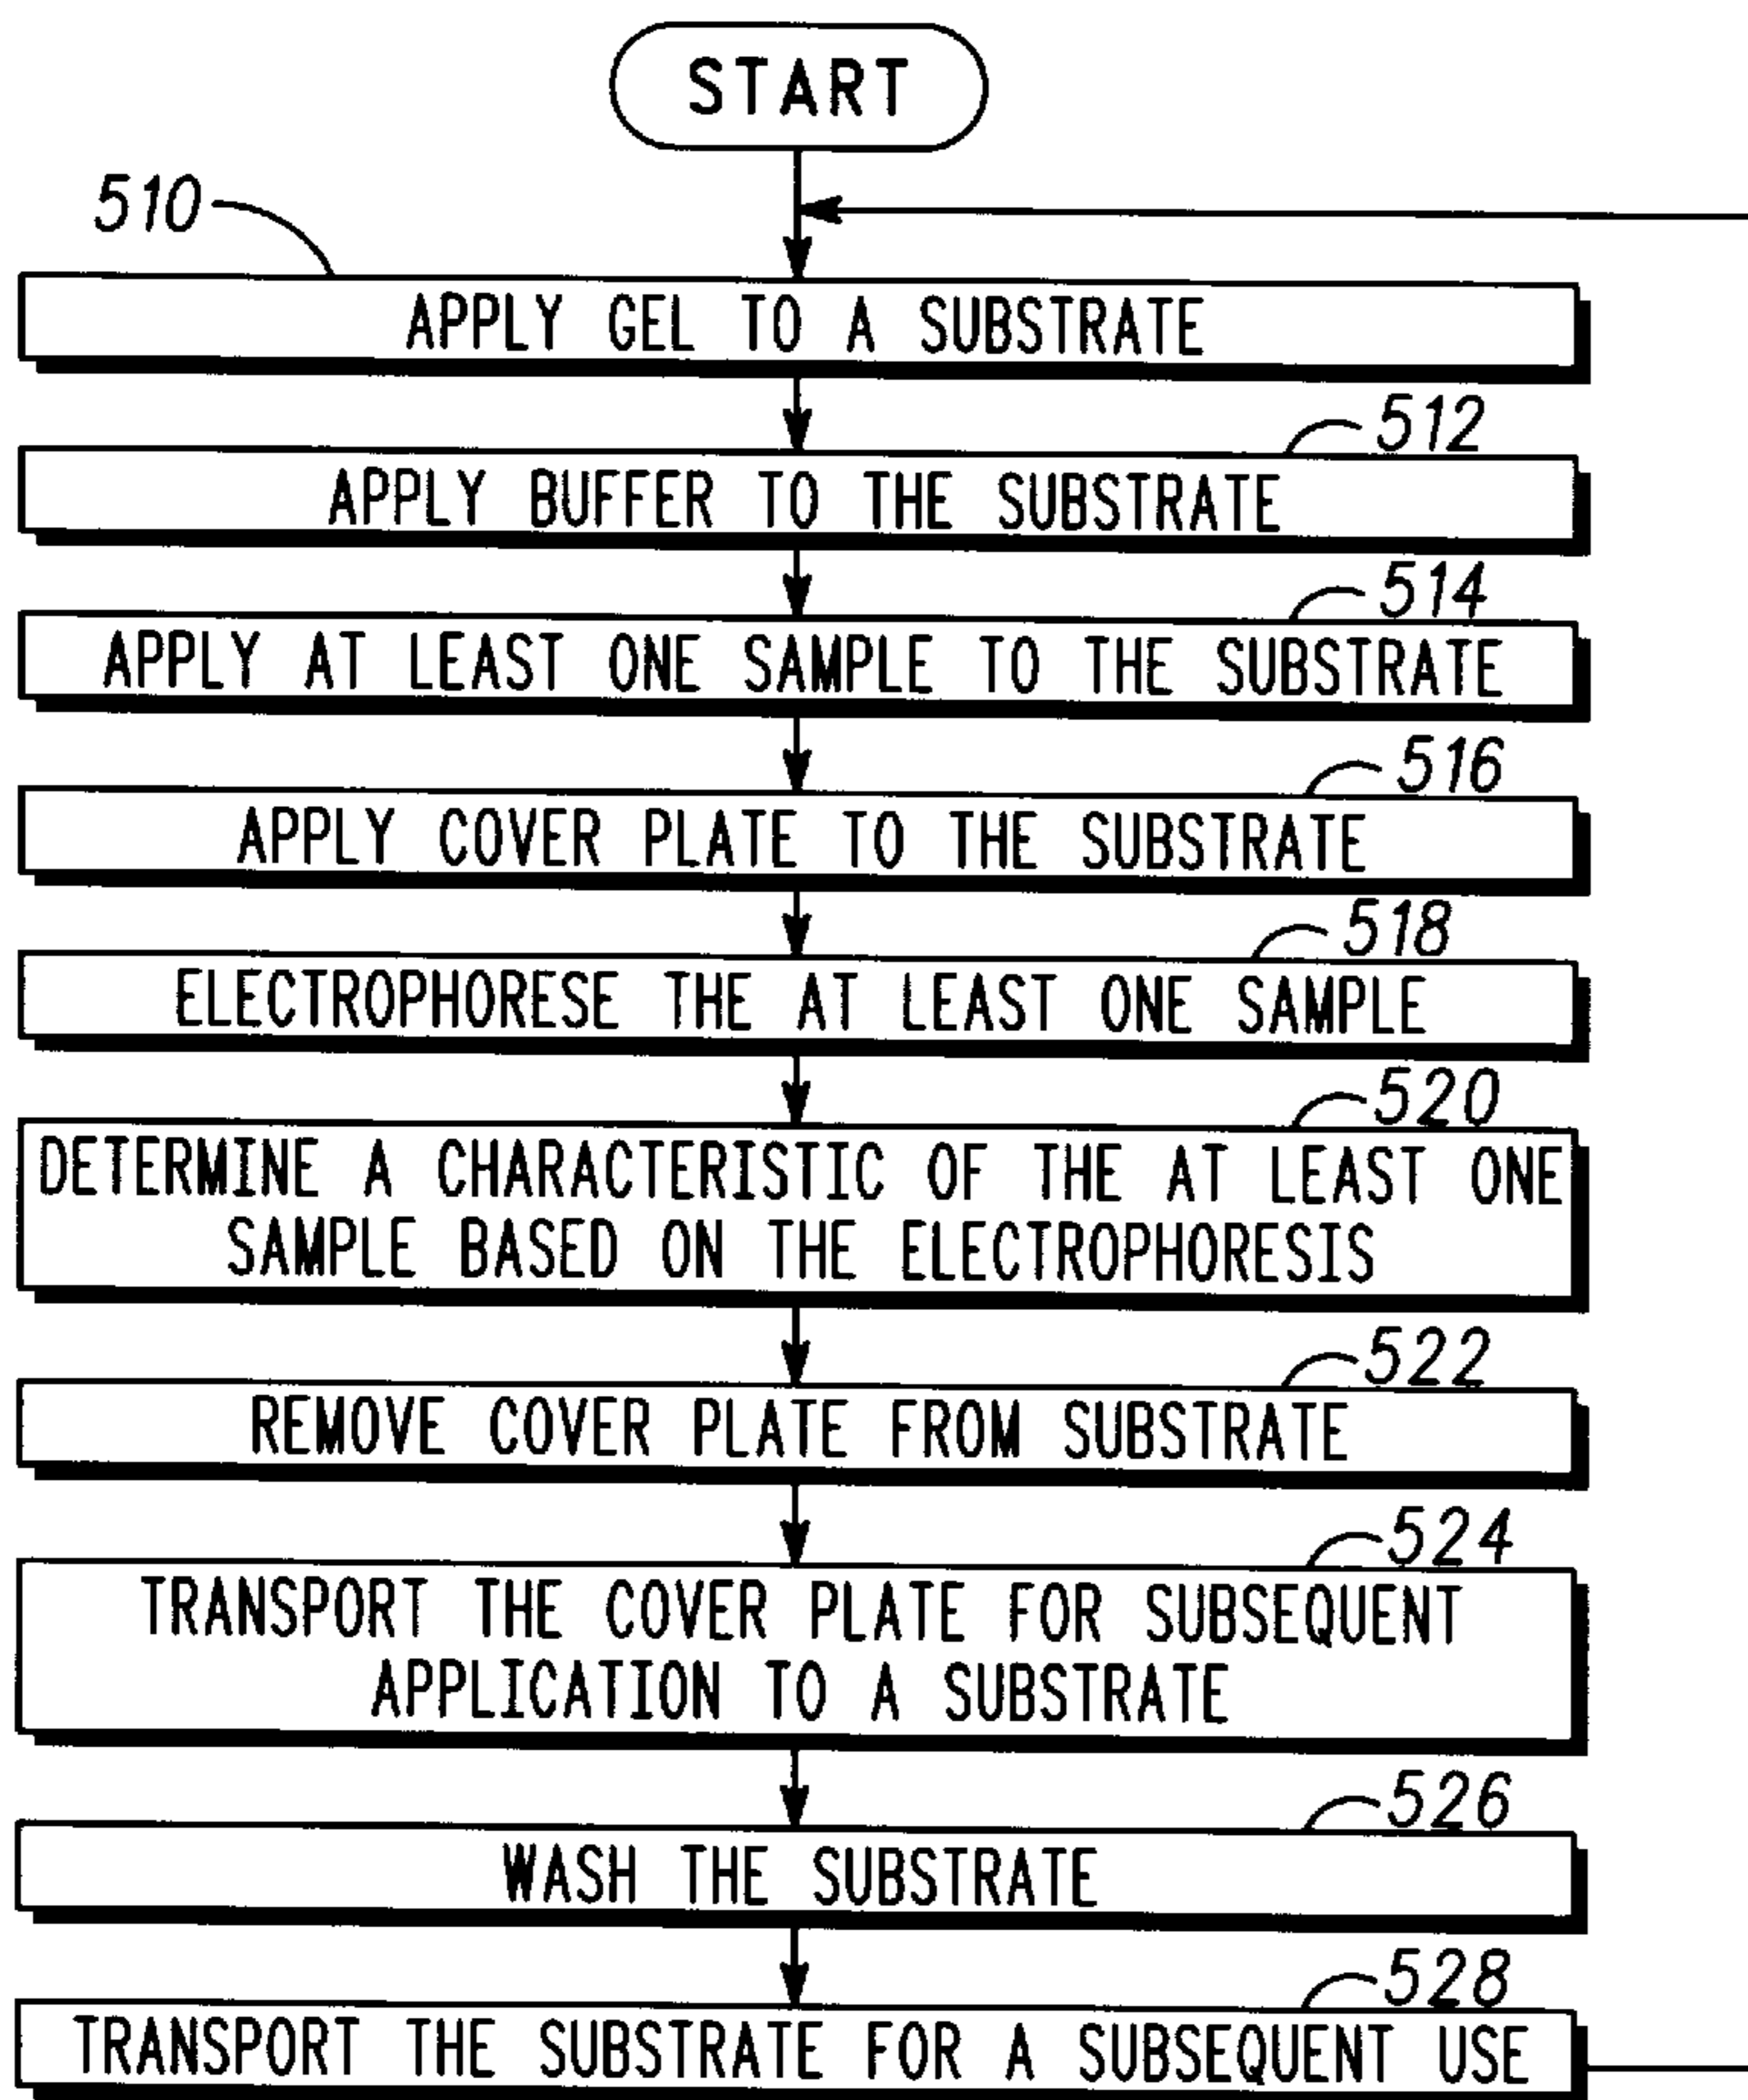 START
510
APPLY GEL TO A SUBSTRATE
512
APPLY BUFFER TO THE SUBSTRATE
514
APPLY AT LEAST ONE SAMPLE TO THE SUBSTRATE
516
APPLY COVER PLATE TO THE SUBSTRATE
518
ELECTROPHORESE THE AT LEAST ONE SAMPLE
520
DETERMINE A CHARACTERISTIC OF THE AT LEAST ONE
SAMPLE BASED ON THE ELECTROPHORESIS
522
REMOVE COVER PLATE FROM SUBSTRATE
524
TRANSPORT THE COVER PLATE FOR SUBSEQUENT
APPLICATION TO A SUBSTRATE
526
WASH THE SUBSTRATE
528
TRANSPORT THE SUBSTRATE FOR A SUBSEQUENT USE